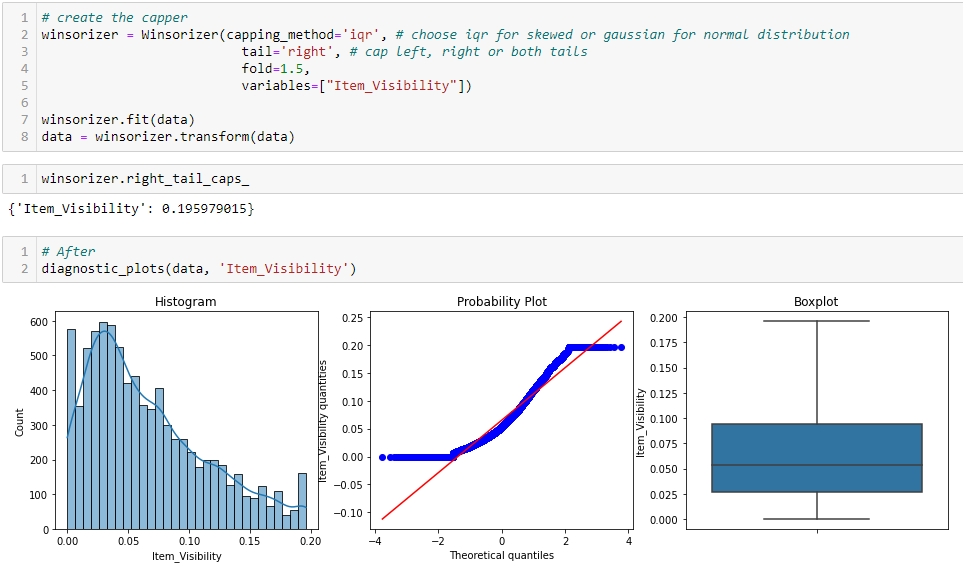 1 # create the capper
2 winsorizer = Winsorizer(capping_method='iqr', # choose iqr for skewed or gaussian for normal distribution
3 tail='right', # cap left, right or both tails
4 fold=1.5,
5 variables=["Item_Visibility"])
6
7 winsorizer.fit(data)
8 data = winsorizer.transform(data)
1 winsorizer.right_tail_caps_
{'Item_Visibility': 0.195979015}
1 # After
2 diagnostic_plots(data, 'Item_Visibility')
Histogram
600
500
400
300
200
100
0
Count
0.00 0.05 0.10 0.15 0.20
Item_Visibility
Probability Plot
0.25
0.20
0.15
0.10
0.05
0.00
−0.05
−0.10
Item_Visibility quantities
−4 −2 0 2 4
Theoretical quantiles
Boxplot
0.200
0.175
0.150
0.125
0.100
0.075
0.050
0.025
0.000
Item_Visibility